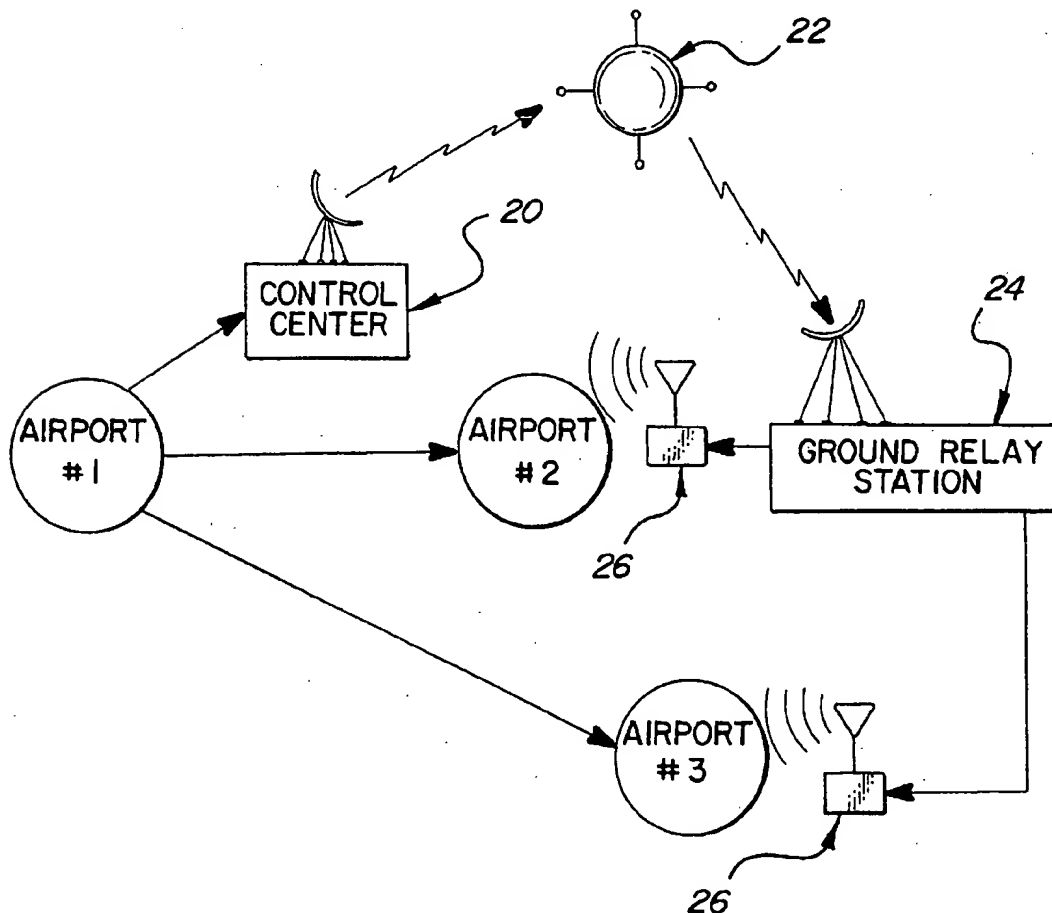 22
20
CONTROL
CENTER
24
AIRPORT
#1
AIRPORT
#2
GROUND RELAY
STATION
26
AIRPORT
#3
26